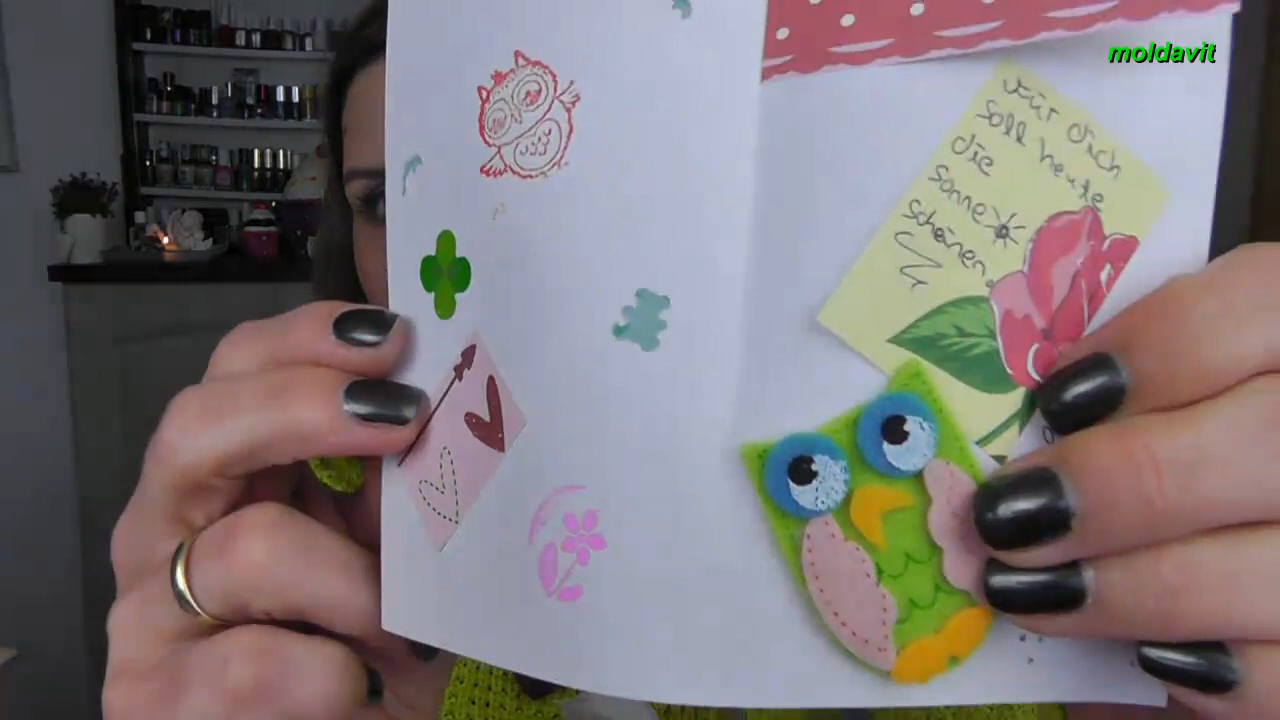 moldavit
Für dich
soll heute
die
sonne
scheinen.